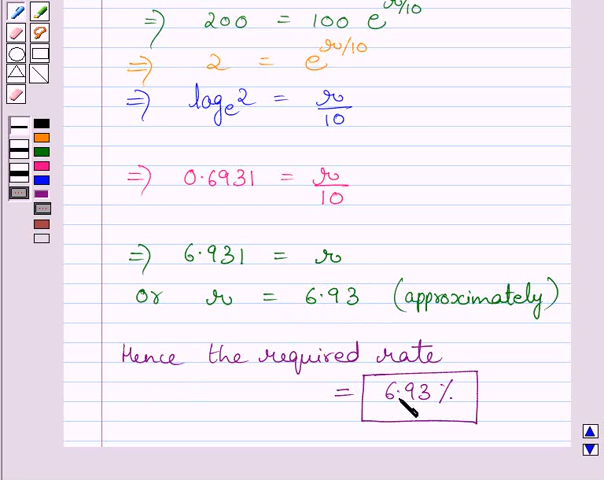 ⇒ 200 = 100 e^r/10
⇒ 2 = e^r/10
⇒ log_e 2 = r/10
⇒ 0.6931 = r/10
⇒ 6.931 = r
or r = 6.93 (approximately)
Hence the required rate
= 6.93 %